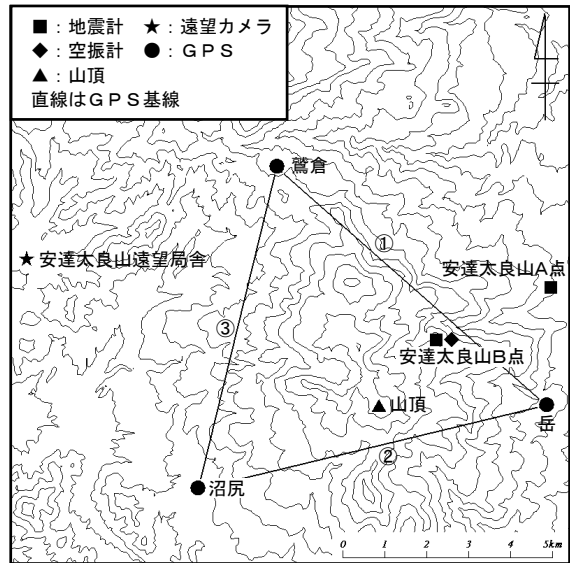 ■：地震計　★：遠望カメラ
◆：空振計　●：ＧＰＳ
▲：山頂
直線はＧＰＳ基線
鷲倉
①
★安達太良山遠望局舎
安達太良山A点
③
安達太良山B点
▲山頂
岳
②
沼尻
0 1 2 3 4 5km